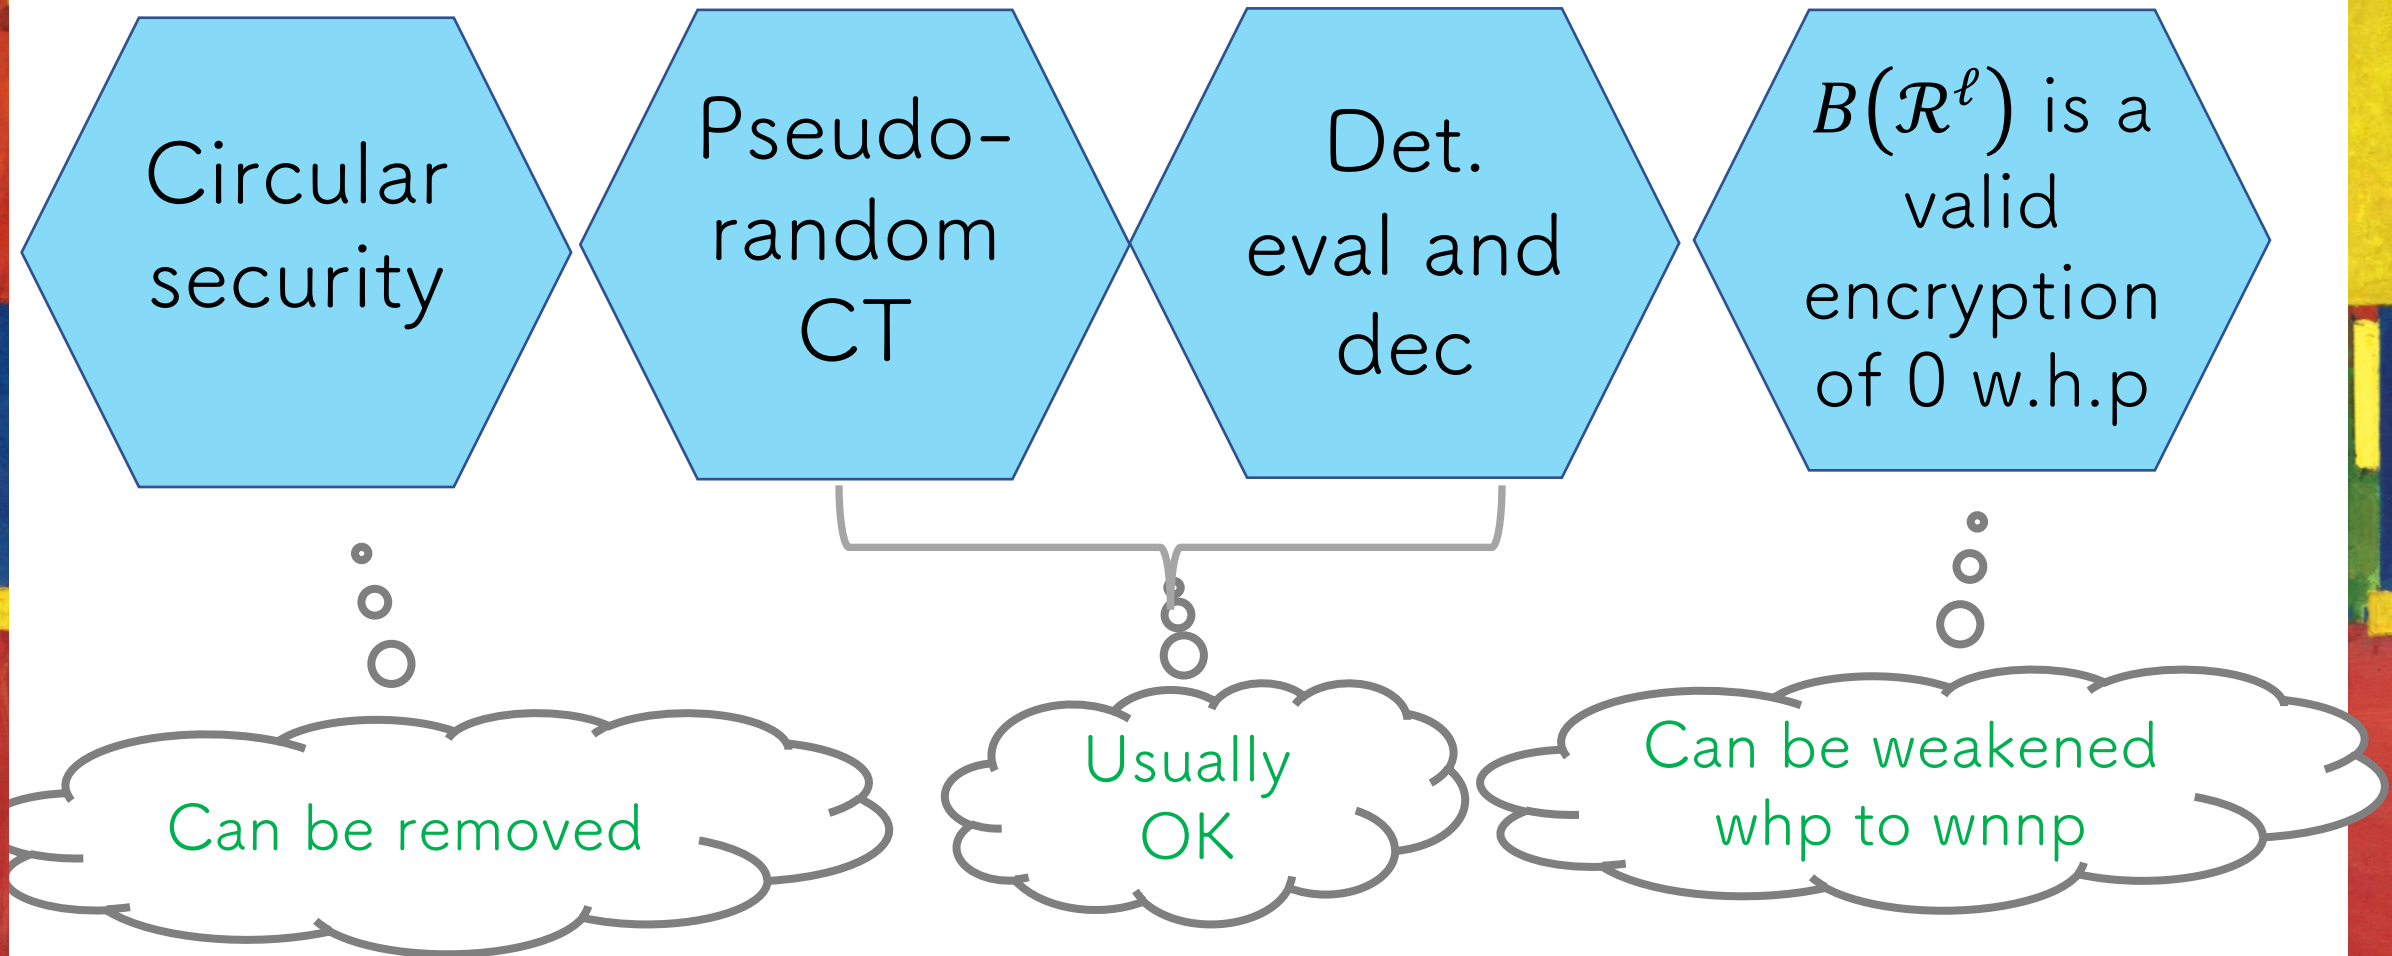 Circular
security
Pseudo-
random
CT
Det.
eval and
dec
B(ℛ^ℓ) is a
valid
encryption
of 0 w.h.p
Can be removed
Usually
OK
Can be weakened
whp to wnnp